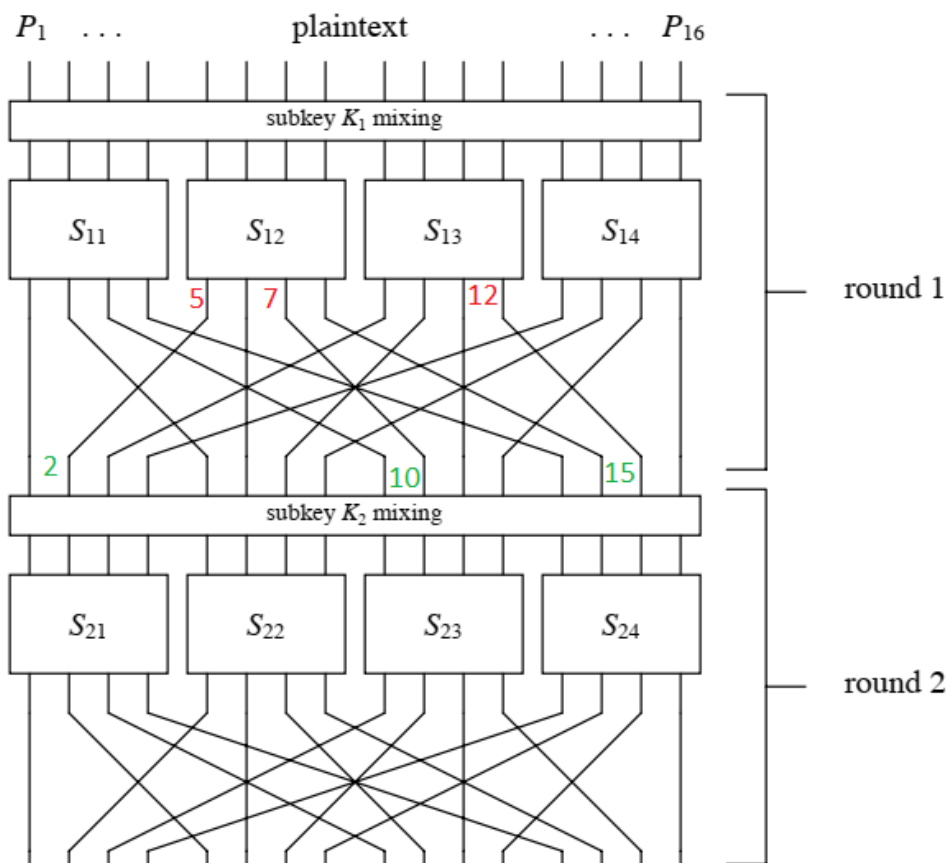 P₁ . . . plaintext . . . P₁₆
subkey K₁ mixing
S₁₁ S₁₂ S₁₃ S₁₄
5 7 12
round 1
2 10 15
subkey K₂ mixing
S₂₁ S₂₂ S₂₃ S₂₄
round 2